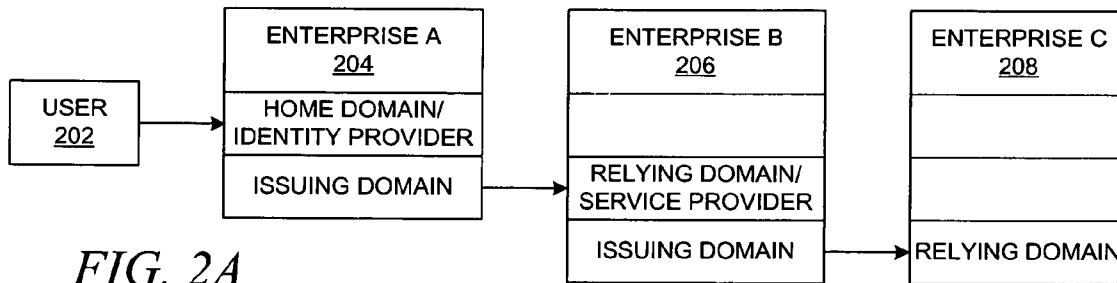 USER
202
ENTERPRISE A
204
HOME DOMAIN/
IDENTITY PROVIDER
ISSUING DOMAIN
ENTERPRISE B
206
RELYING DOMAIN/
SERVICE PROVIDER
ISSUING DOMAIN
ENTERPRISE C
208
RELYING DOMAIN
FIG. 2A